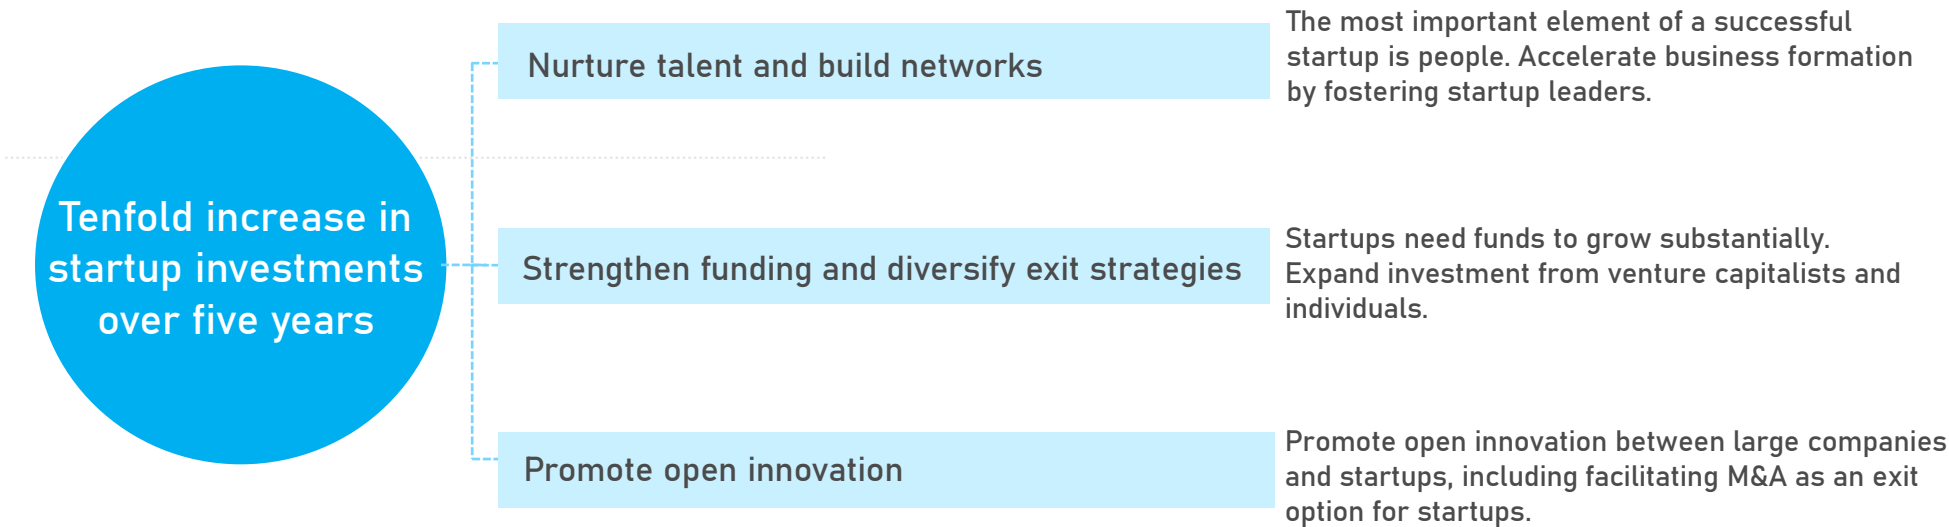 Tenfold increase in
startup investments
over five years
Nurture talent and build networks
The most important element of a successful
startup is people. Accelerate business formation
by fostering startup leaders.
Strengthen funding and diversify exit strategies
Startups need funds to grow substantially.
Expand investment from venture capitalists and
individuals.
Promote open innovation
Promote open innovation between large companies
and startups, including facilitating M&A as an exit
option for startups.